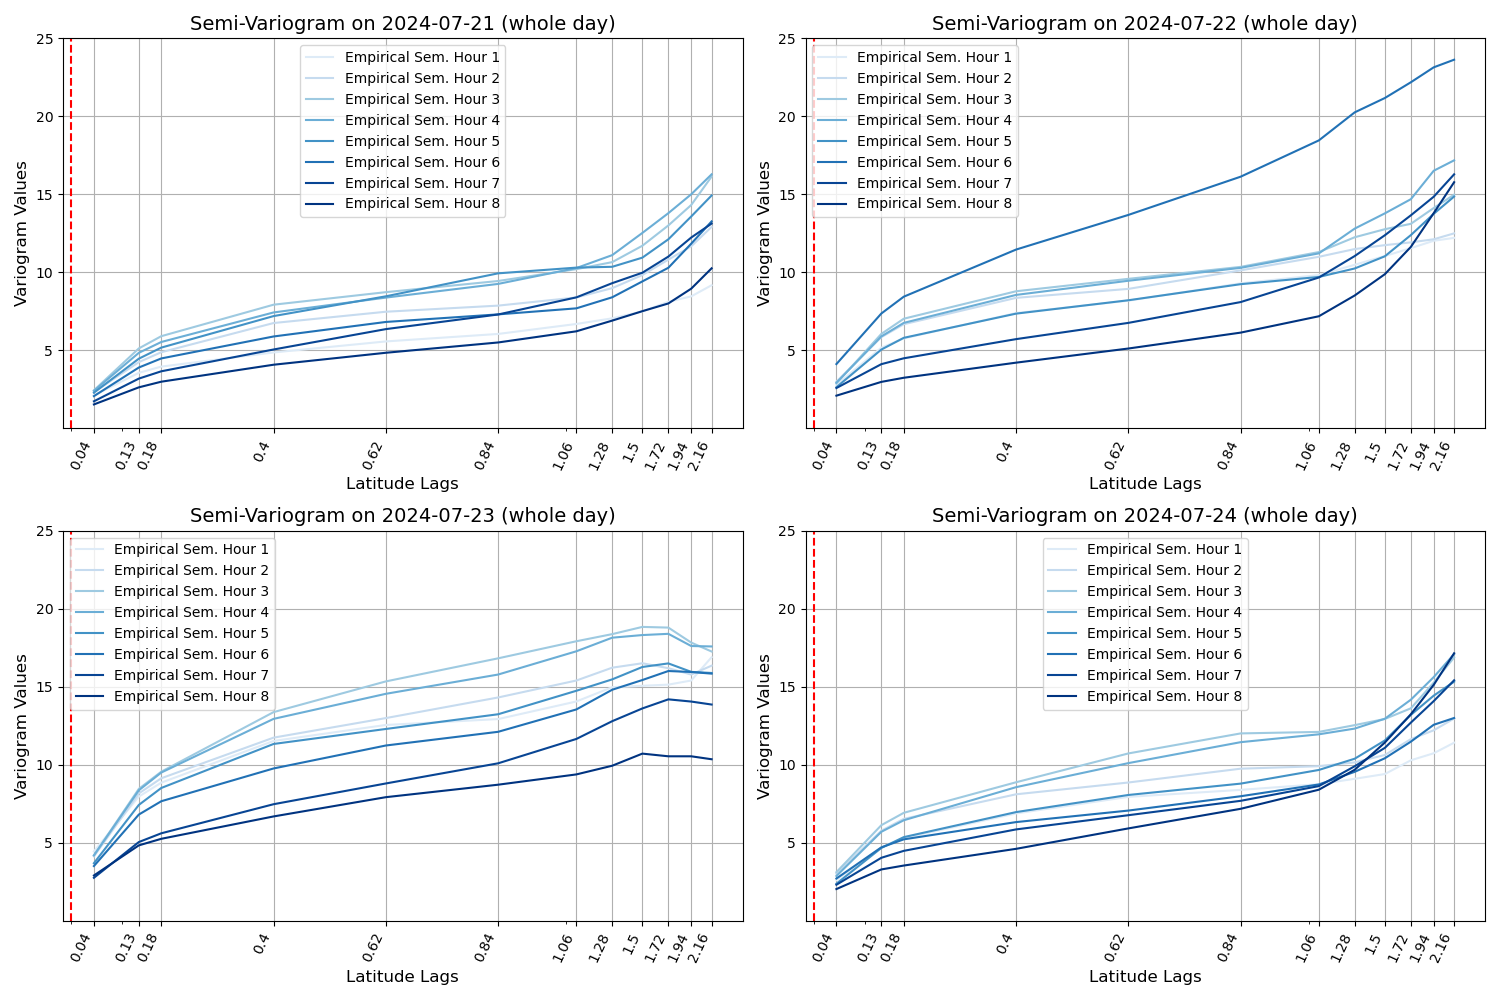 Semi-Variogram on 2024-07-21 (whole day)
25
20
15
10
5
Variogram Values
Empirical Sem. Hour 1
Empirical Sem. Hour 2
Empirical Sem. Hour 3
Empirical Sem. Hour 4
Empirical Sem. Hour 5
Empirical Sem. Hour 6
Empirical Sem. Hour 7
Empirical Sem. Hour 8
0.04
0.13
0.18
0.4
0.62
0.84
1.06
1.28
1.5
1.72
1.94
2.16
Latitude Lags
Semi-Variogram on 2024-07-22 (whole day)
25
20
15
10
5
Variogram Values
Empirical Sem. Hour 1
Empirical Sem. Hour 2
Empirical Sem. Hour 3
Empirical Sem. Hour 4
Empirical Sem. Hour 5
Empirical Sem. Hour 6
Empirical Sem. Hour 7
Empirical Sem. Hour 8
0.04
0.13
0.18
0.4
0.62
0.84
1.06
1.28
1.5
1.72
1.94
2.16
Latitude Lags
Semi-Variogram on 2024-07-23 (whole day)
25
20
15
10
5
Variogram Values
Empirical Sem. Hour 1
Empirical Sem. Hour 2
Empirical Sem. Hour 3
Empirical Sem. Hour 4
Empirical Sem. Hour 5
Empirical Sem. Hour 6
Empirical Sem. Hour 7
Empirical Sem. Hour 8
0.04
0.13
0.18
0.4
0.62
0.84
1.06
1.28
1.5
1.72
1.94
2.16
Latitude Lags
Semi-Variogram on 2024-07-24 (whole day)
25
20
15
10
5
Variogram Values
Empirical Sem. Hour 1
Empirical Sem. Hour 2
Empirical Sem. Hour 3
Empirical Sem. Hour 4
Empirical Sem. Hour 5
Empirical Sem. Hour 6
Empirical Sem. Hour 7
Empirical Sem. Hour 8
0.04
0.13
0.18
0.4
0.62
0.84
1.06
1.28
1.5
1.72
1.94
2.16
Latitude Lags